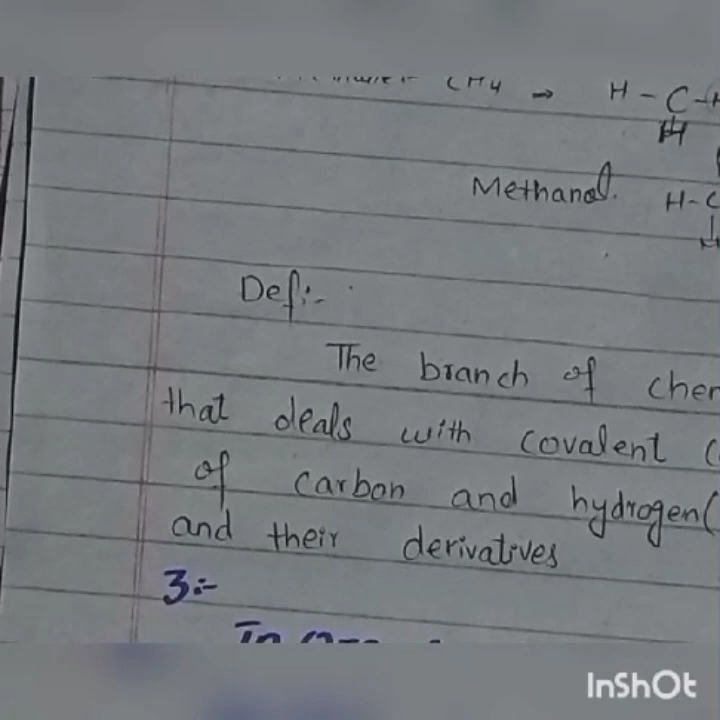 CH4 → H - C - H
H
Methanol. H - C
Def:-
The branch of
that deals with covalent
of carbon and hydrogen(
and their derivatives
3:-
InShOt